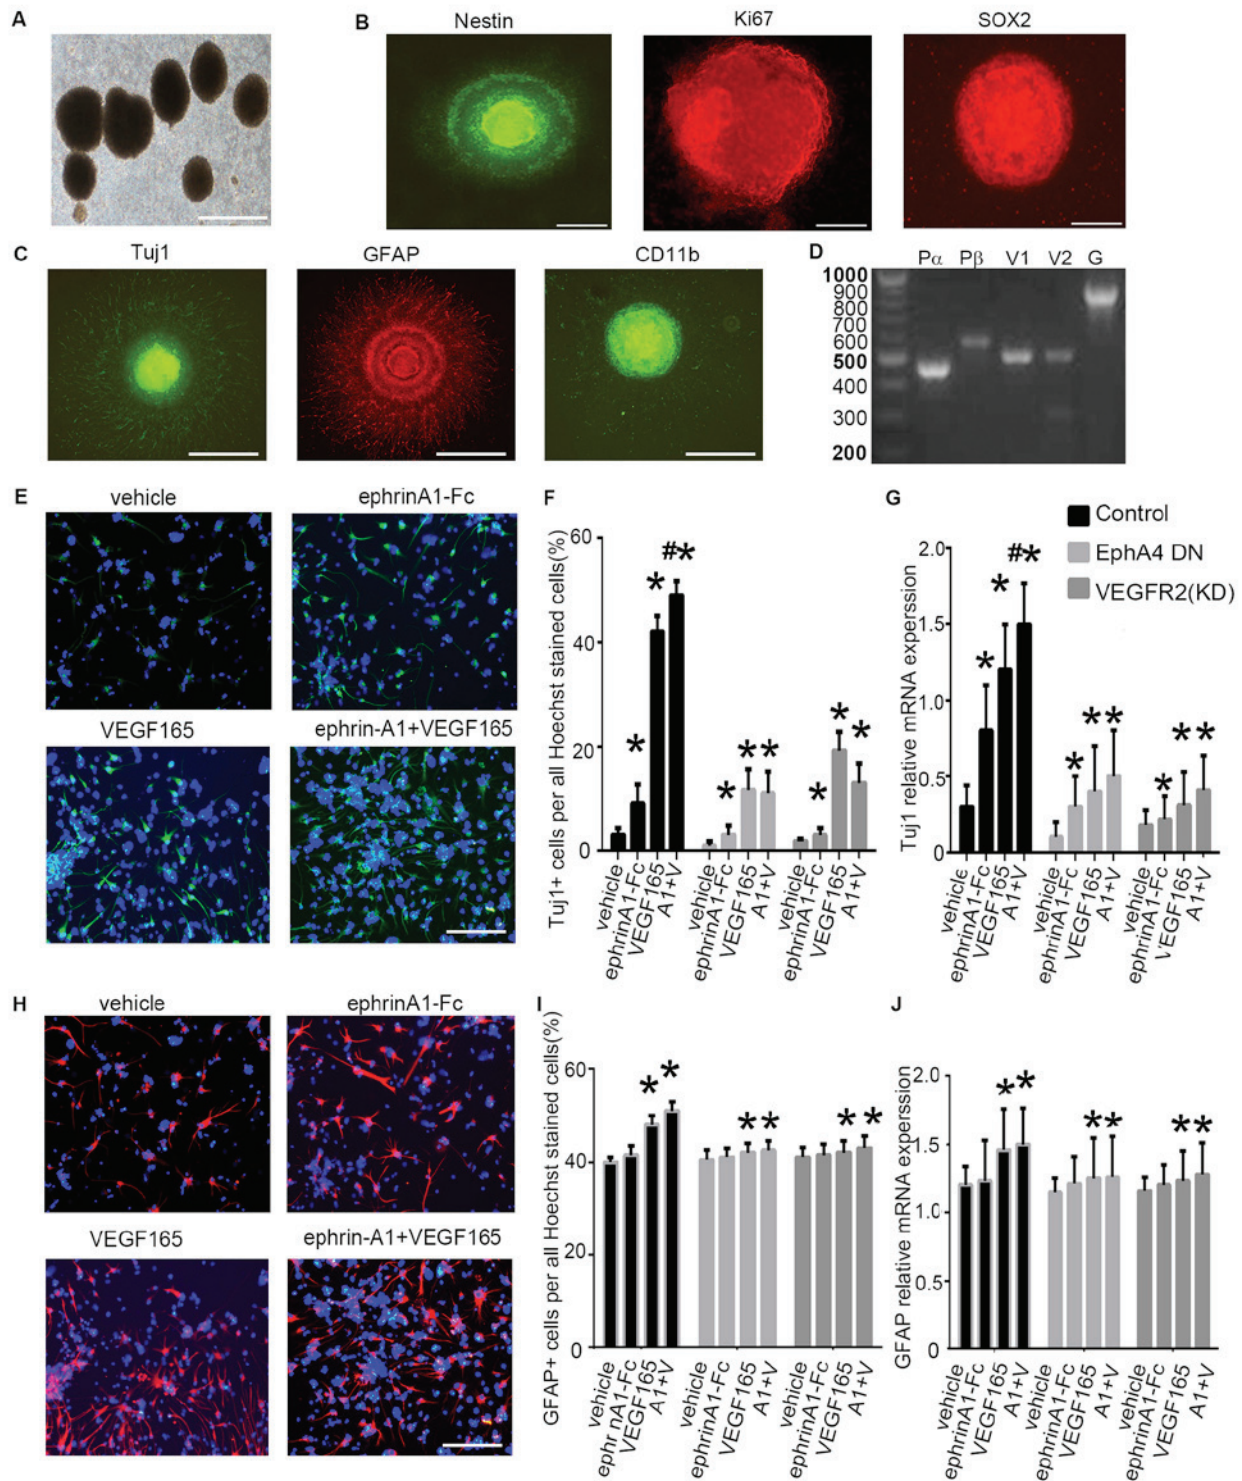 A
B
Nestin
Ki67
SOX2
C
Tuj1
GFAP
CD11b
D
Pα Pβ V1 V2 G
1000
900
800
700
600
500
400
300
200
E
vehicle
ephrinA1-Fc
VEGF165
ephrin-A1+VEGF165
F
Tuj1+ cells per all Hoechst stained cells(%)
60
40
20
0
* * #*
* * *
* * *
vehicle
ephrinA1-Fc
VEGF165
A1+V
vehicle
ephrinA1-Fc
VEGF165
A1+V
vehicle
ephrinA1-Fc
VEGF165
A1+V
G
Control
EphA4 DN
VEGFR2(KD)
Tuj1 relative mRNA experssion
2.0
1.5
1.0
0.5
0
* * #*
* * *
* * *
vehicle
ephrinA1-Fc
VEGF165
A1+V
vehicle
ephrinA1-Fc
VEGF165
A1+V
vehicle
ephrinA1-Fc
VEGF165
A1+V
H
vehicle
ephrinA1-Fc
VEGF165
ephrin-A1+VEGF165
I
GFAP+ cells per all Hoechst stained cells(%)
60
40
20
0
* *
* *
* *
vehicle
ephrinA1-Fc
VEGF165
A1+V
vehicle
ephrinA1-Fc
VEGF165
A1+V
vehicle
ephrinA1-Fc
VEGF165
A1+V
J
GFAP relative mRNA experssion
2.0
1.5
1.0
0.5
0
* *
* *
* *
vehicle
ephrinA1-Fc
VEGF165
A1+V
vehicle
ephrinA1-Fc
VEGF165
A1+V
vehicle
ephrinA1-Fc
VEGF165
A1+V